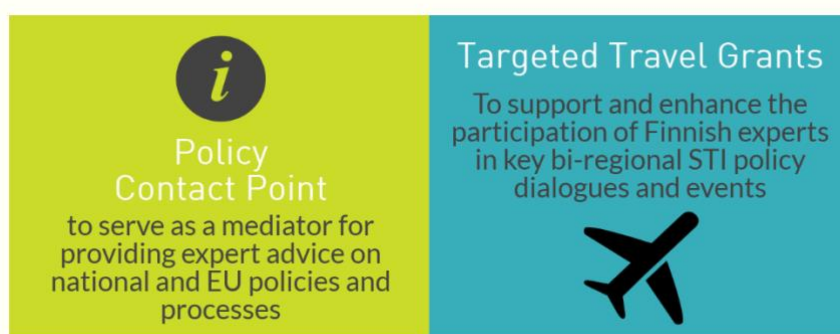 i
Policy
Contact Point
to serve as a mediator for
providing expert advice on
national and EU policies and
processes
Targeted Travel Grants
To support and enhance the
participation of Finnish experts
in key bi-regional STI policy
dialogues and events